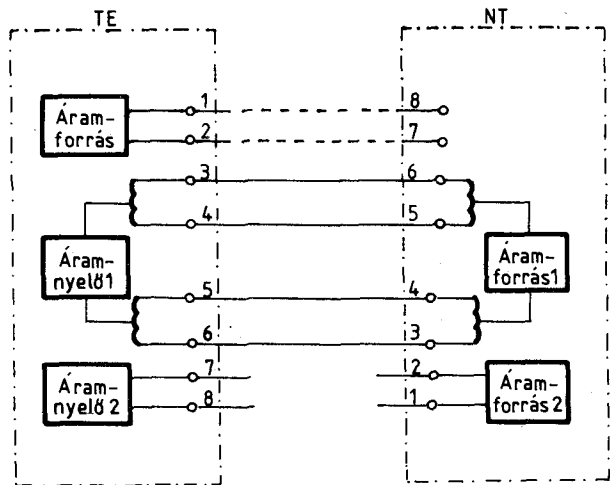 TE
NT
Áram-
forrás
1
2
8
7
3
4
6
5
Áram-
nyelő1
Áram-
forrás1
5
6
4
3
Áram-
nyelő 2
7
8
2
1
Áram-
forrás 2